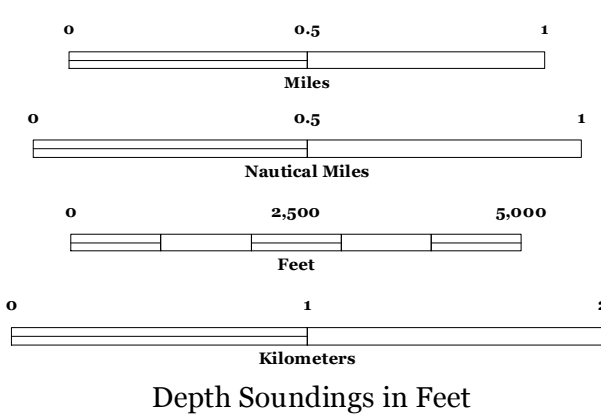 0 0.5 1
Miles
0 0.5 1
Nautical Miles
0 2,500 5,000
Feet
0 1 2
Kilometers
Depth Soundings in Feet